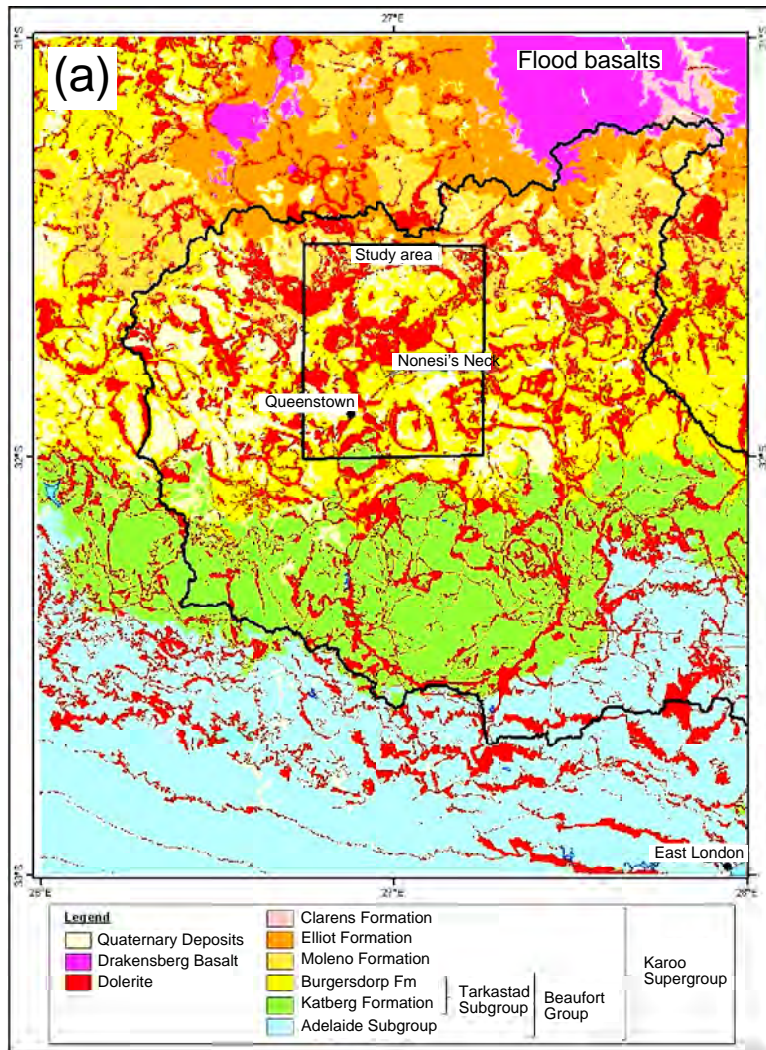 27°E
31°S
(a)
Flood basalts
Study area
Nonesi's Neck
Queenstown
32°S
32°S
East London
33°S
27°E
Legend
Quaternary Deposits
Drakensberg Basalt
Dolerite
Clarens Formation
Elliot Formation
Moleno Formation
Burgersdorp Fm
Katberg Formation
Adelaide Subgroup
Tarkastad
Subgroup
Beaufort
Group
Karoo
Supergroup